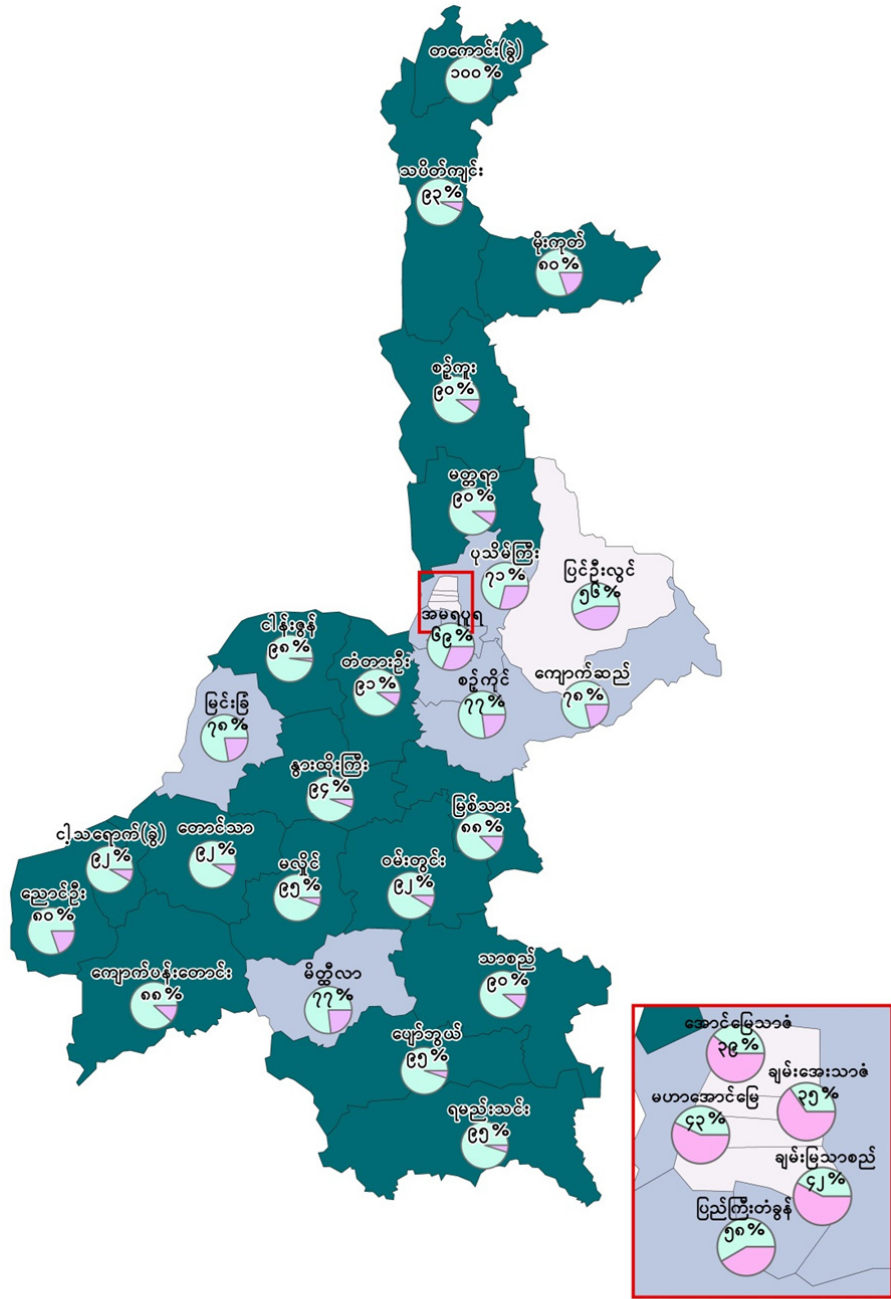 တကောင်း(ခွဲ)
၁၀၀%
သပိတ်ကျင်း
၉၃%
မိုးကုတ်
၈၀%
စဉ့်ကူး
၉၀%
မတ္တရာ
၉၀%
ပုသိမ်ကြီး
၇၁%
ပြင်ဦးလွင်
၅၆%
အမရပူရ
၆၉%
ငါန်းဇွန်
၉၈%
တံတားဦး
၉၁%
စဉ့်ကိုင်
၇၇%
ကျောက်ဆည်
၇၈%
မြင်းခြံ
၇၈%
နွားထိုးကြီး
၉၄%
မြစ်သား
၈၈%
ငါ့သရောက်(ခွဲ)
၉၂%
တောင်သာ
၉၂%
မလှိုင်
၉၅%
ဝမ်းတွင်း
၉၂%
ညောင်ဦး
၈၀%
ကျောက်ပန်းတောင်း
၈၈%
မိတ္ထီလာ
၇၇%
သာစည်
၉၀%
ပျော်ဘွယ်
၉၅%
ရမည်းသင်း
၉၅%
အောင်မြေသာဇံ
၃၉%
ချမ်းအေးသာဇံ
၃၅%
မဟာအောင်မြေ
၄၃%
ချမ်းမြသာစည်
၄၂%
ပြည်ကြီးတံခွန်
၅၈%